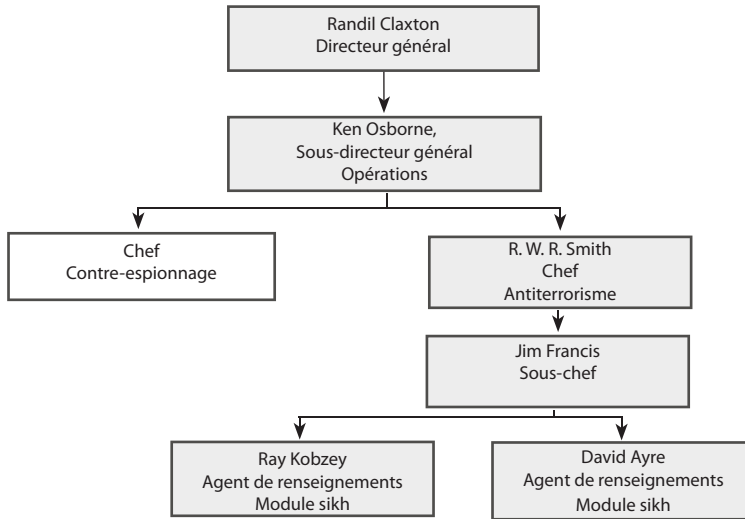 Randil Claxton
Directeur général
Ken Osborne,
Sous-directeur général
Opérations
Chef
Contre-espionnage
R. W. R. Smith
Chef
Antiterrorisme
Jim Francis
Sous-chef
Ray Kobzey
Agent de renseignements
Module sikh
David Ayre
Agent de renseignements
Module sikh